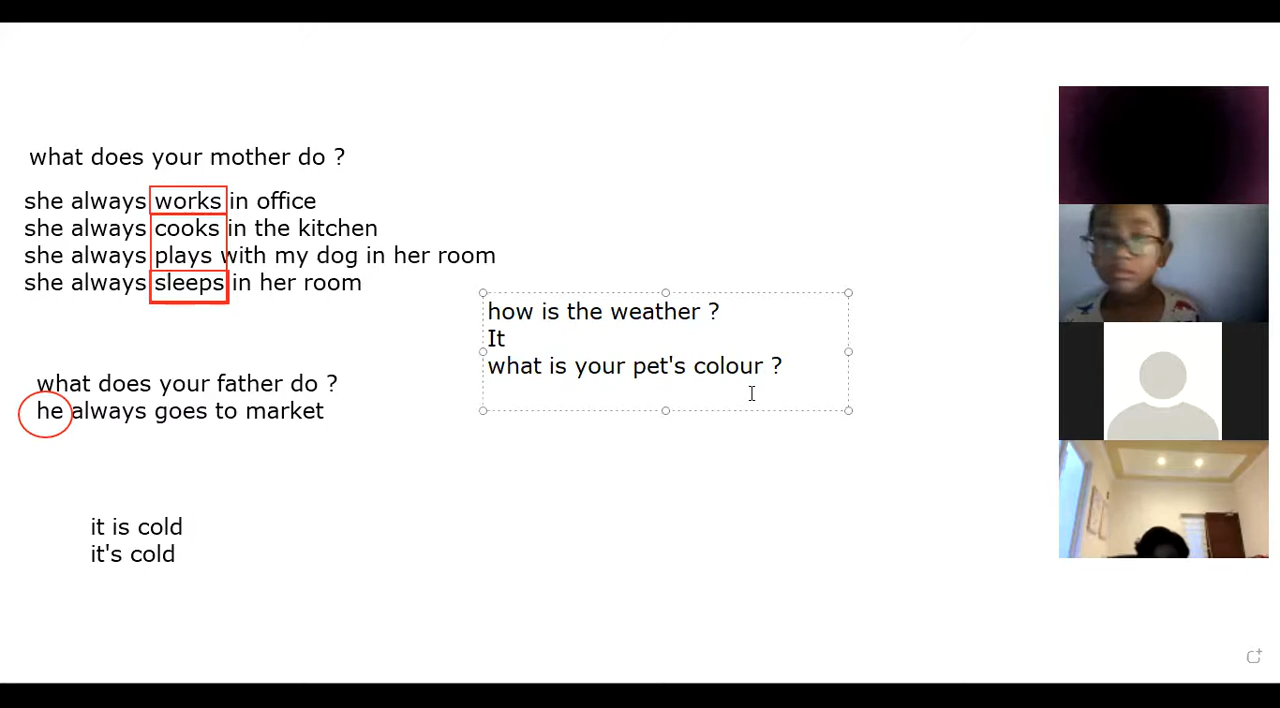 what does your mother do ?
she always works in office
she always cooks in the kitchen
she always plays with my dog in her room
she always sleeps in her room
how is the weather ?
It
what is your pet's colour ?
what does your father do ?
he always goes to market
it is cold
it's cold